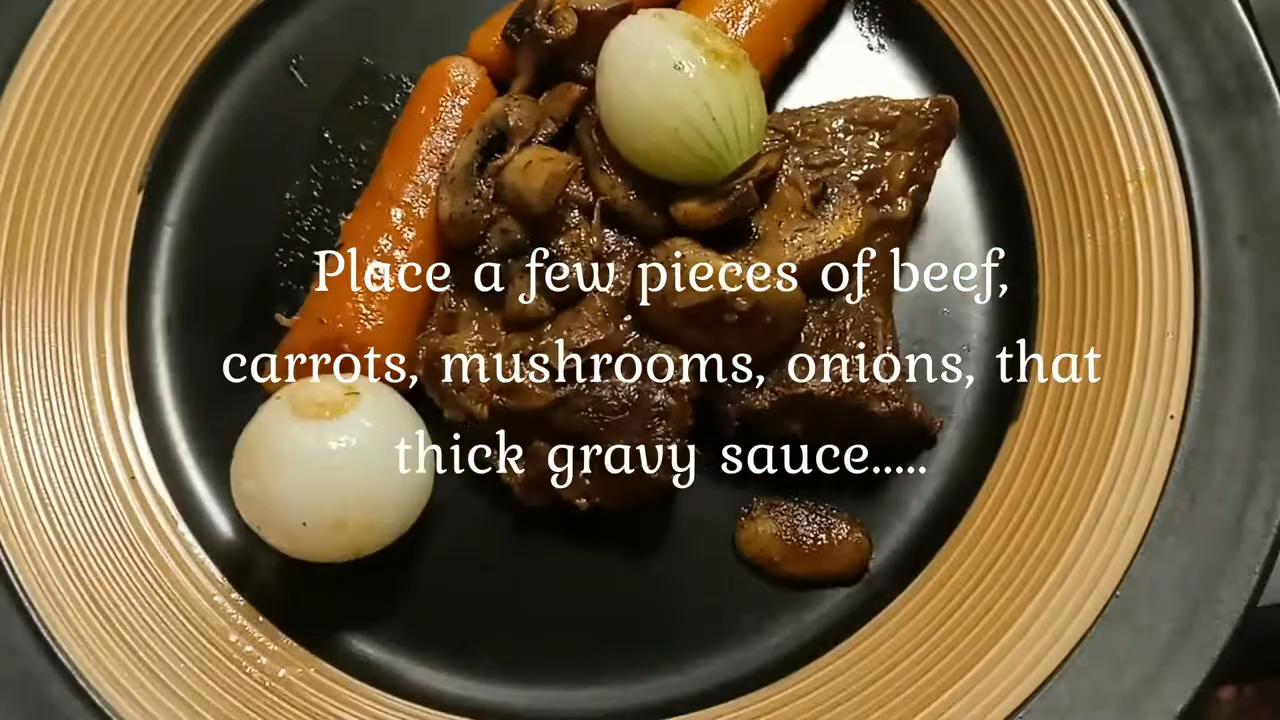 Place a few pieces of beef,
carrots, mushrooms, onions, that
thick gravy sauce.....